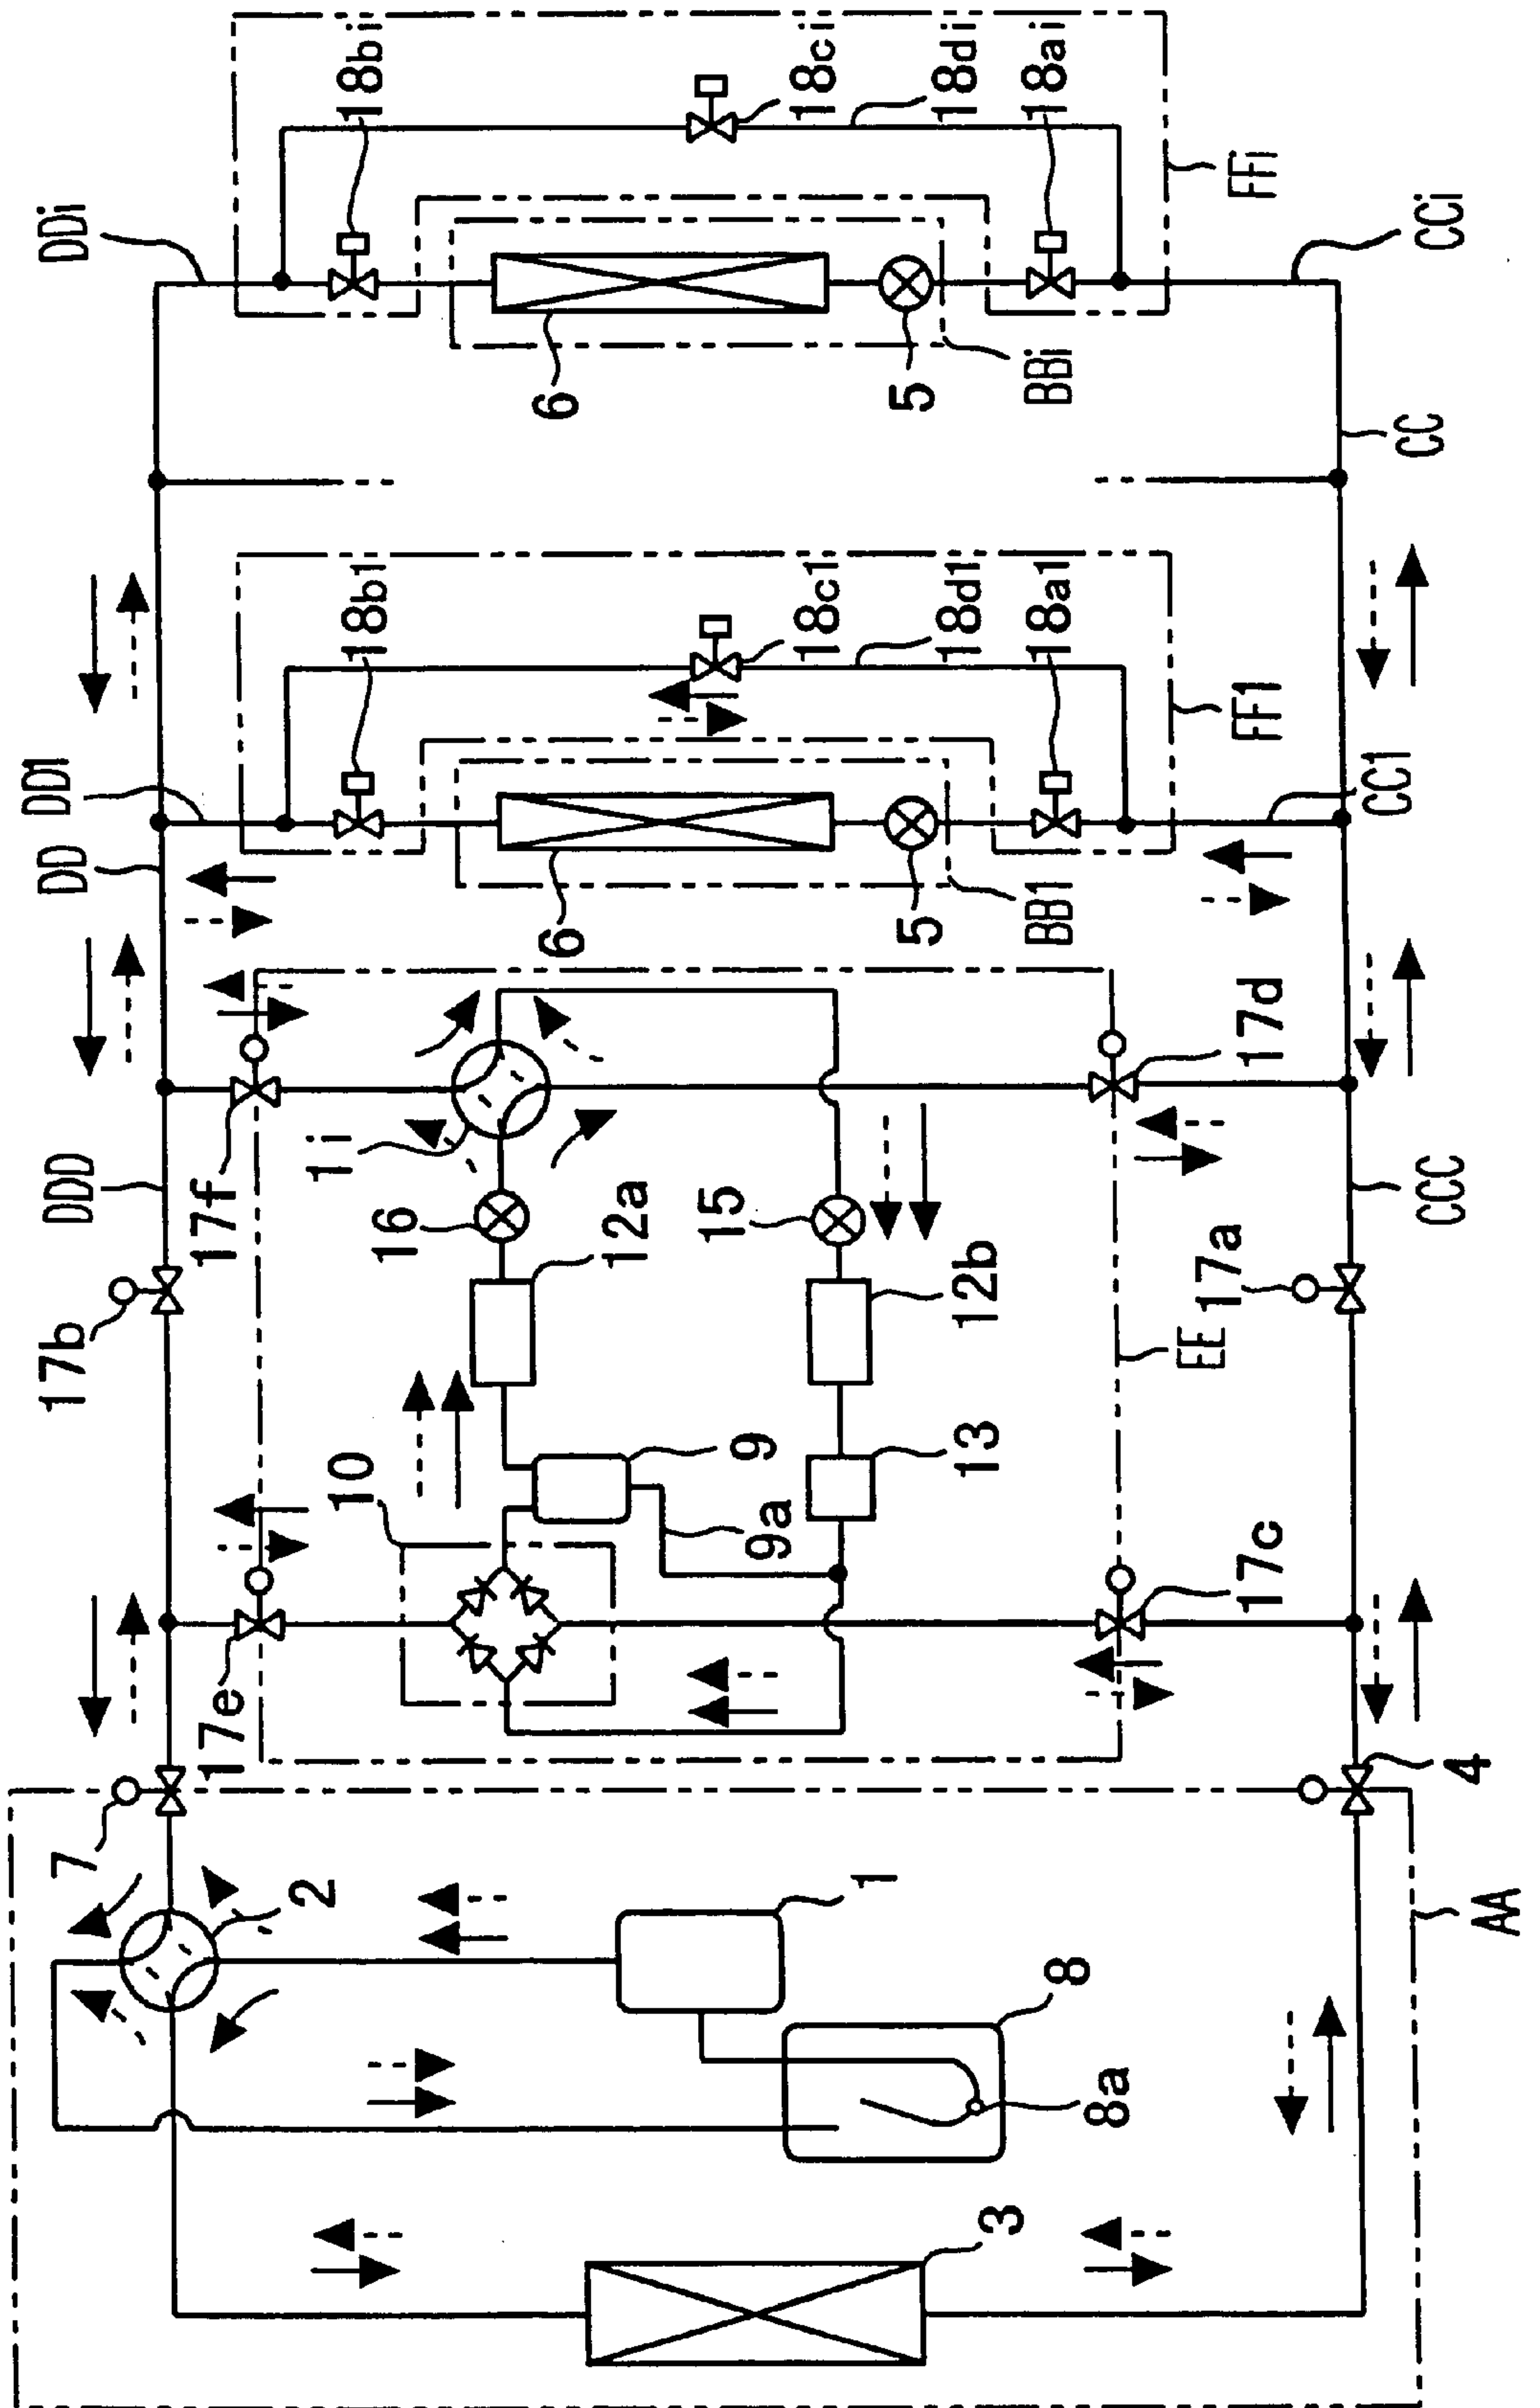 DDi
18bi
18ci
18di
18ai
FFi
6
5
BBi
CCi
CC
DD1
DD
18b1
18c1
18d1
18a1
FF1
6
5
BB1
CC1
DDD
17b
17f
1i
16
12a
15
12b
17d
17a
CCC
EE
10
9
9a
13
17e
17c
7
2
1
8
8a
3
4
AA